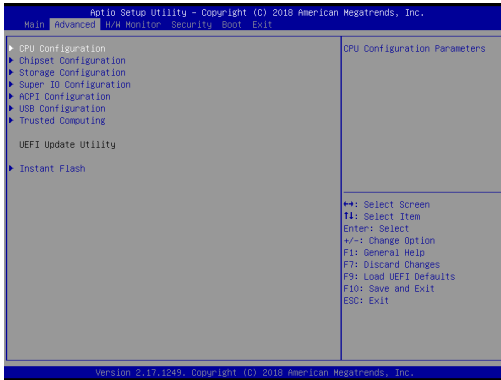 Aptio Setup Utility – Copyright (C) 2018 American Megatrends, Inc.
Main Advanced H/W Monitor Security Boot Exit
CPU Configuration
Chipset Configuration
Storage Configuration
Super IO Configuration
ACPI Configuration
USB Configuration
Trusted Computing
UEFI Update Utility
Instant Flash
CPU Configuration Parameters
↔: Select Screen
↑↓: Select Item
Enter: Select
+/-: Change Option
F1: General Help
F7: Discard Changes
F9: Load UEFI Defaults
F10: Save and Exit
ESC: Exit
Version 2.17.1249. Copyright (C) 2018 American Megatrends, Inc.